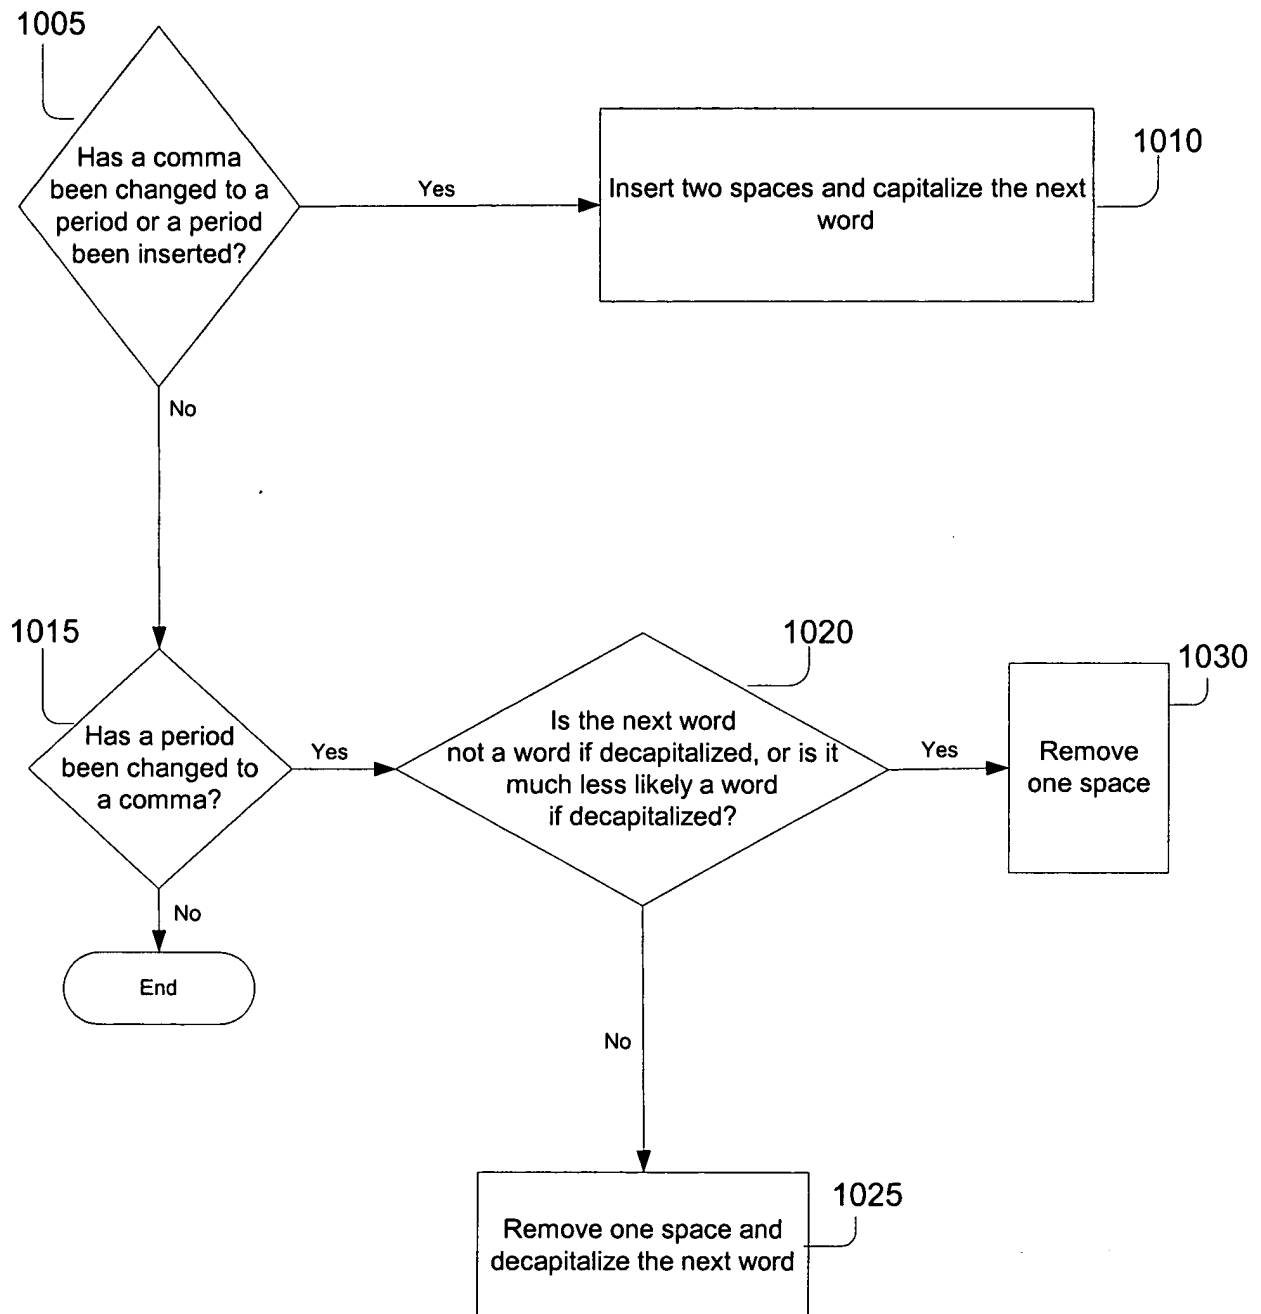 1005
Has a comma
been changed to a
period or a period
been inserted?
Yes
Insert two spaces and capitalize the next
word
1010
No
1015
Has a period
been changed to
a comma?
Yes
1020
Is the next word
not a word if decapitalized, or is it
much less likely a word
if decapitalized?
Yes
1030
Remove
one space
No
End
No
1025
Remove one space and
decapitalize the next word